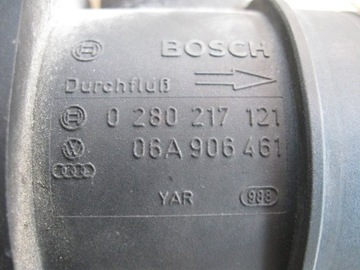 BOSCH
Durchfluß
0 280 217 121
06A 906 461
YAR 988